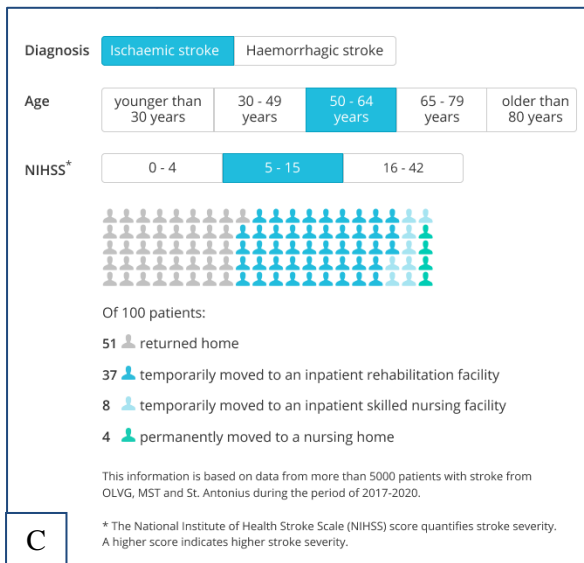 Diagnosis Ischaemic stroke Haemorrhagic stroke
Age younger than 30 years 30 - 49 years 50 - 64 years 65 - 79 years older than 80 years
NIHSS* 0 - 4 5 - 15 16 - 42
Of 100 patients:
51 returned home
37 temporarily moved to an inpatient rehabilitation facility
8 temporarily moved to an inpatient skilled nursing facility
4 permanently moved to a nursing home
This information is based on data from more than 5000 patients with stroke from
OLVG, MST and St. Antonius during the period of 2017-2020.
* The National Institute of Health Stroke Scale (NIHSS) score quantifies stroke severity.
A higher score indicates higher stroke severity.
C